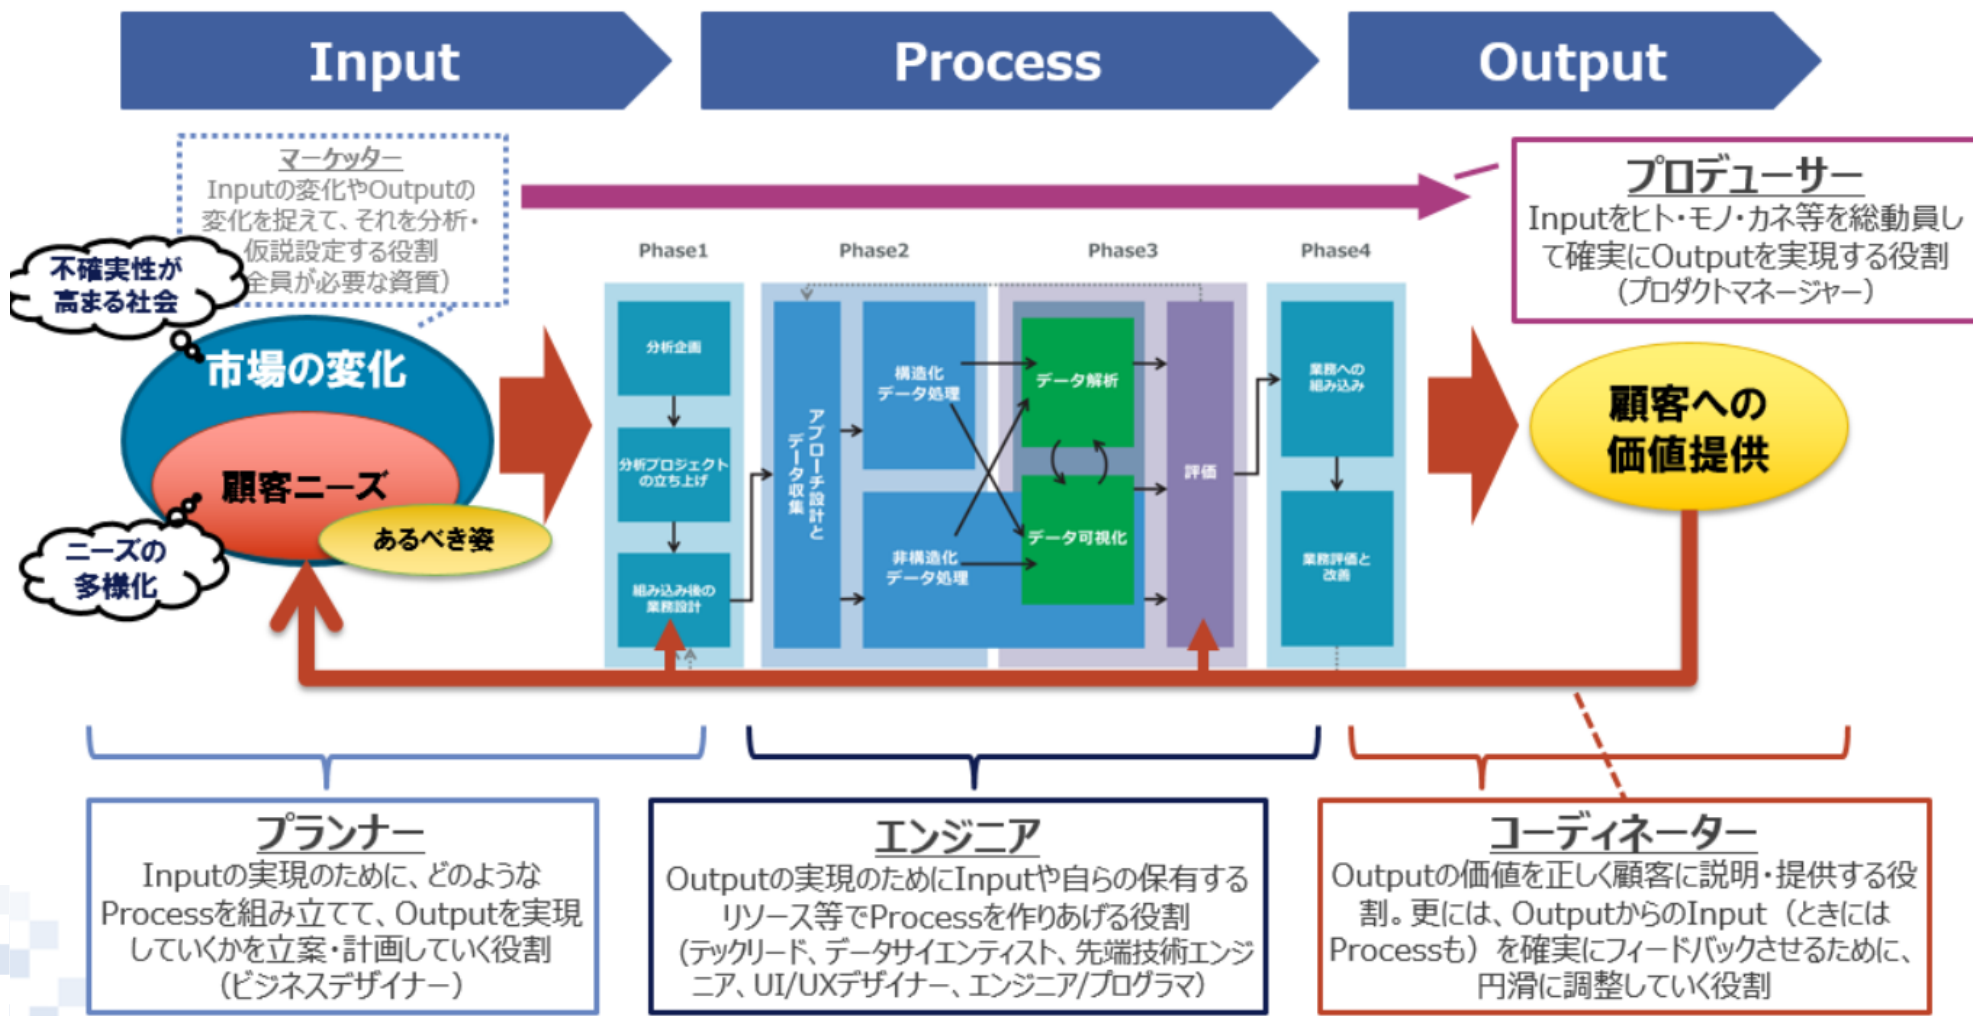 Input
Process
Output
マーケッター
Inputの変化やOutputの
変化を捉えて、それを分析・
仮説設定する役割
全員が必要な資質）
プロデューサー
Inputをヒト・モノ・カネ等を総動員し
て確実にOutputを実現する役割
（プロダクトマネージャー）
不確実性が
高まる社会
市場の変化
顧客ニーズ
あるべき姿
ニーズの
多様化
Phase1
Phase2
Phase3
Phase4
分析企画
分析プロジェクト
の立ち上げ
組み込み後の
業務設計
アプローチ設計と
データ収集
構造化
データ処理
非構造化
データ処理
データ解析
データ可視化
評価
業務への
組み込み
業務評価と
改善
顧客への
価値提供
プランナー
Inputの実現のために、どのような
Processを組み立てて、Outputを実現
していくかを立案・計画していく役割
（ビジネスデザイナー）
エンジニア
Outputの実現のためにInputや自らの保有する
リソース等でProcessを作りあげる役割
（テックリード、データサイエンティスト、先端技術エンジ
ニア、UI/UXデザイナー、エンジニア/プログラマ）
コーディネーター
Outputの価値を正しく顧客に説明・提供する役
割。更には、OutputからのInput（ときには
Processも）を確実にフィードバックさせるために、
円滑に調整していく役割